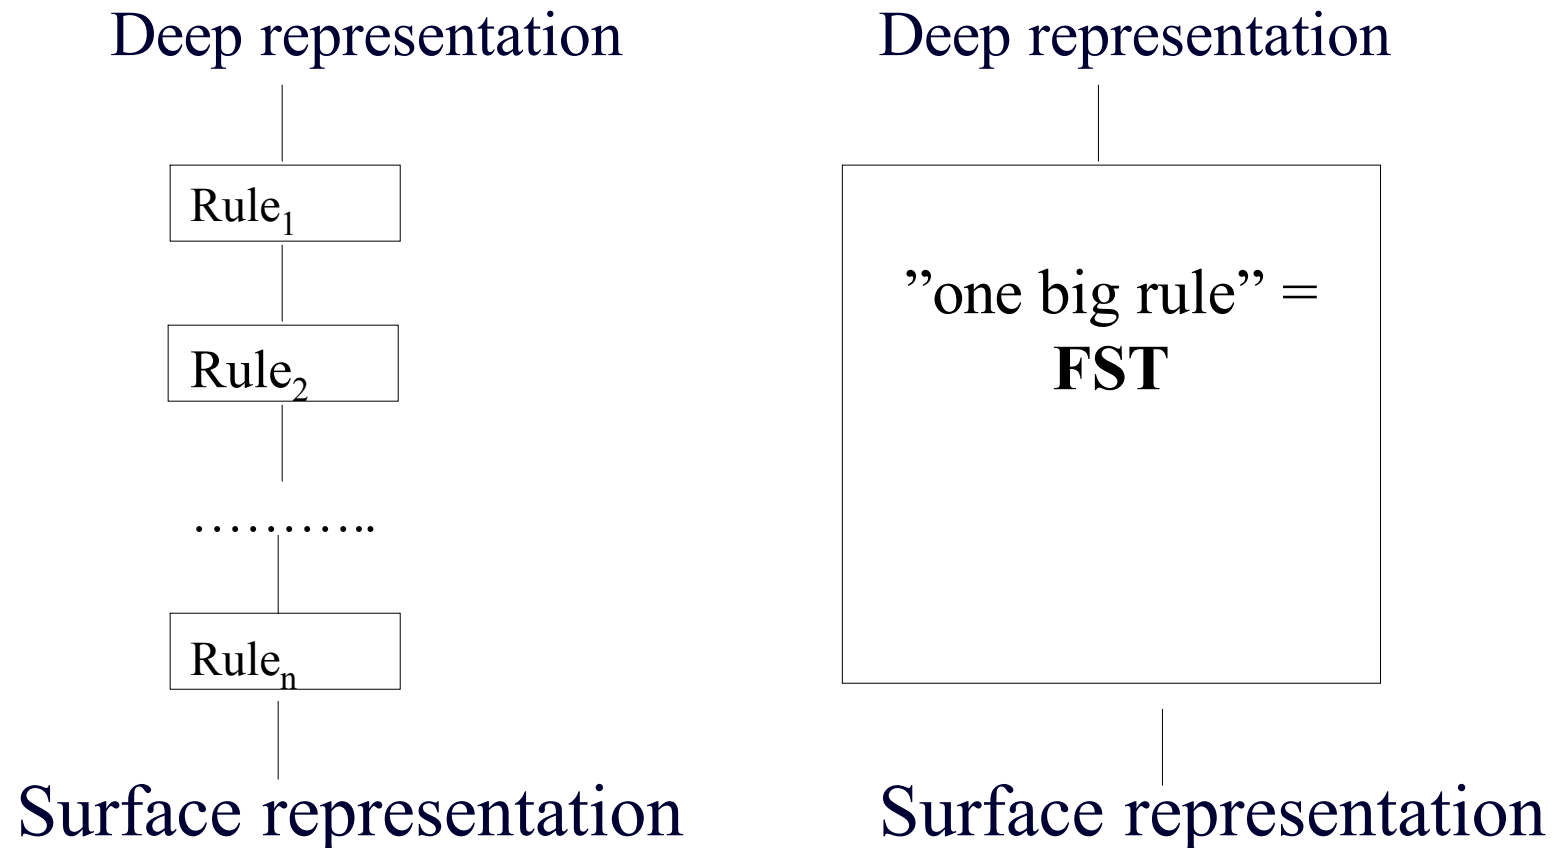 Deep representation
Rule1
Rule2
………...
Rulen
Surface representation
Deep representation
”one big rule” =
FST
Surface representation